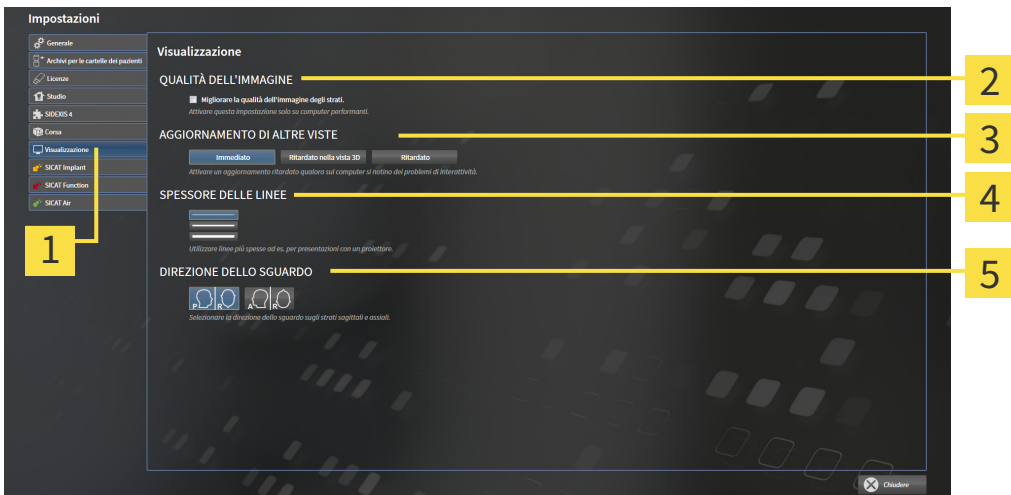 Impostazioni
Generale
Archivi per le cartelle dei pazienti
Licenze
Studio
SIDEXIS 4
Corsa
Visualizzazione
SICAT Implant
SICAT Function
SICAT Air
1
Visualizzazione
QUALITÀ DELL'IMMAGINE
2
Migliorare la qualità dell'immagine degli strati.
Attivare questa impostazione solo su computer performanti.
AGGIORNAMENTO DI ALTRE VISTE
3
Immediato Ritardato nella vista 3D Ritardato
Attivare un aggiornamento ritardato qualora sul computer si notino dei problemi di interattività.
SPESSORE DELLE LINEE
4
Utilizzare linee più spesse ad es. per presentazioni con un proiettore.
DIREZIONE DELLO SGUARDO
5
P R A R
Selezionare la direzione dello sguardo sugli strati sagittali e assiali.
Chiudere